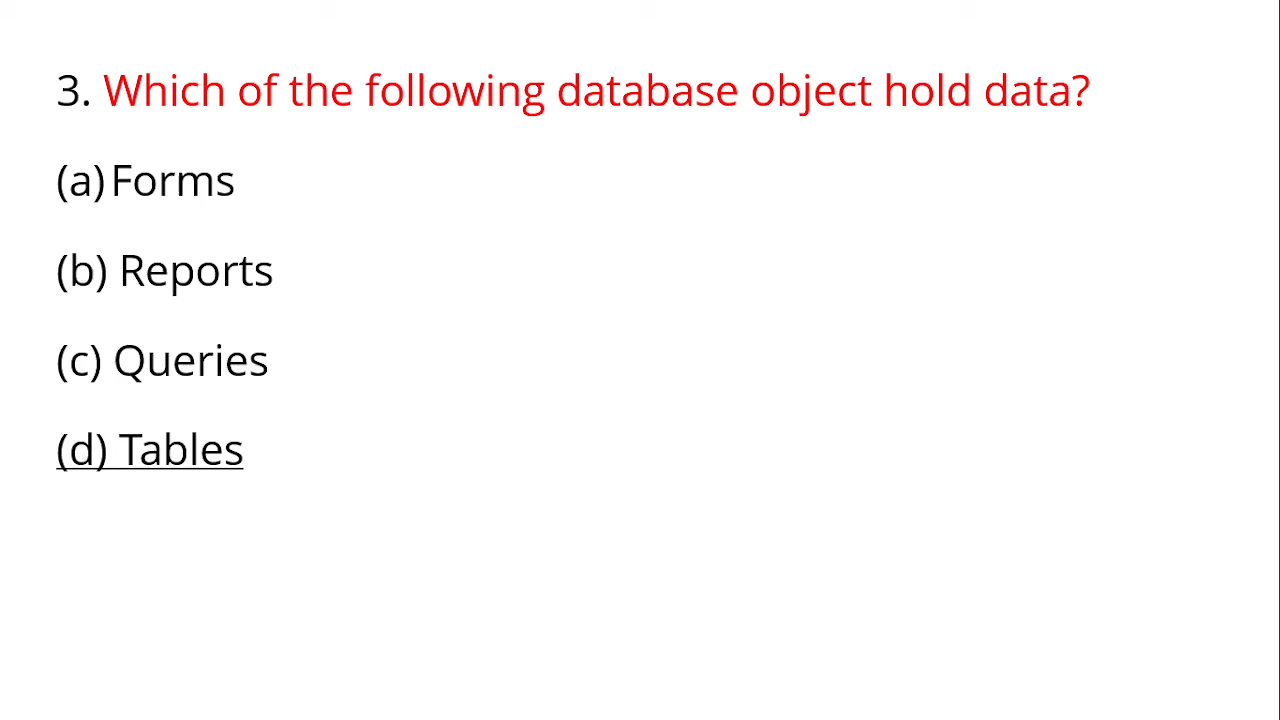 3. Which of the following database object hold data?
(a) Forms
(b) Reports
(c) Queries
(d) Tables